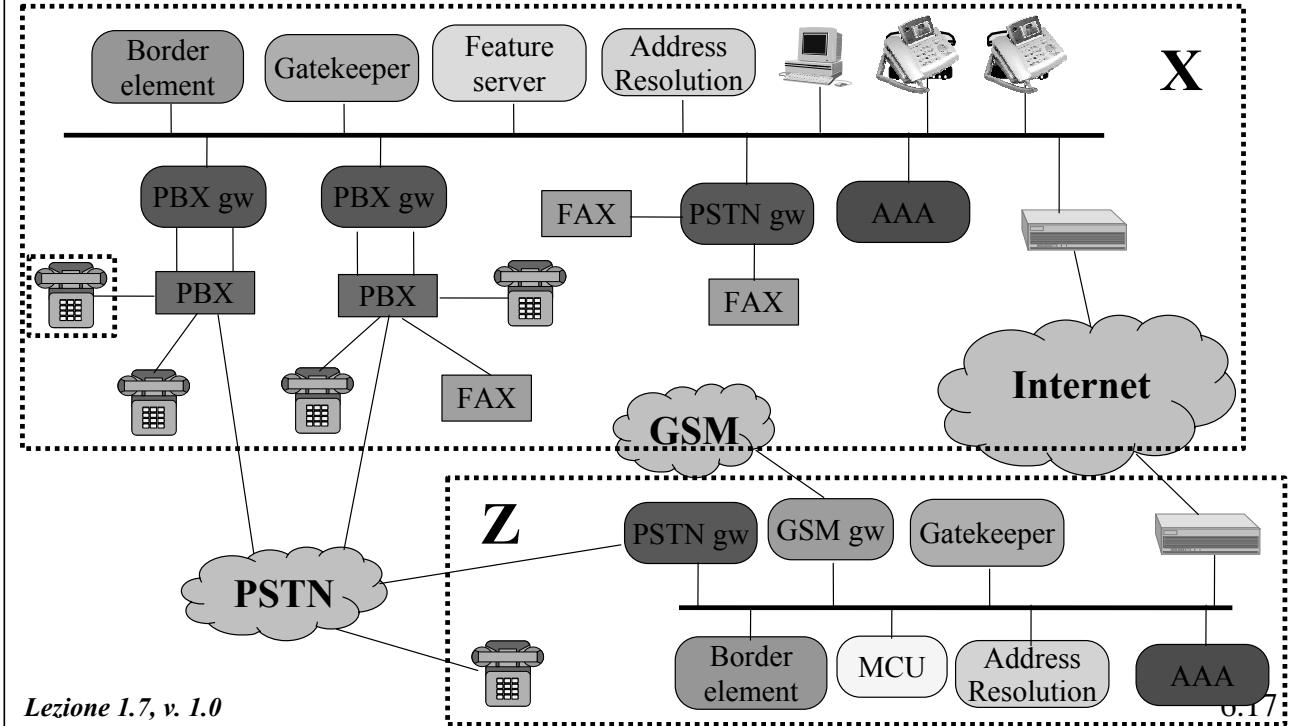 Border
element
Gatekeeper
Feature
server
Address
Resolution
X
PBX gw
PBX gw
FAX
PSTN gw
AAA
PBX
PBX
FAX
FAX
Internet
GSM
Z
PSTN gw
GSM gw
Gatekeeper
PSTN
Border
element
MCU
Address
Resolution
AAA
Lezione 1.7, v. 1.0
6.17